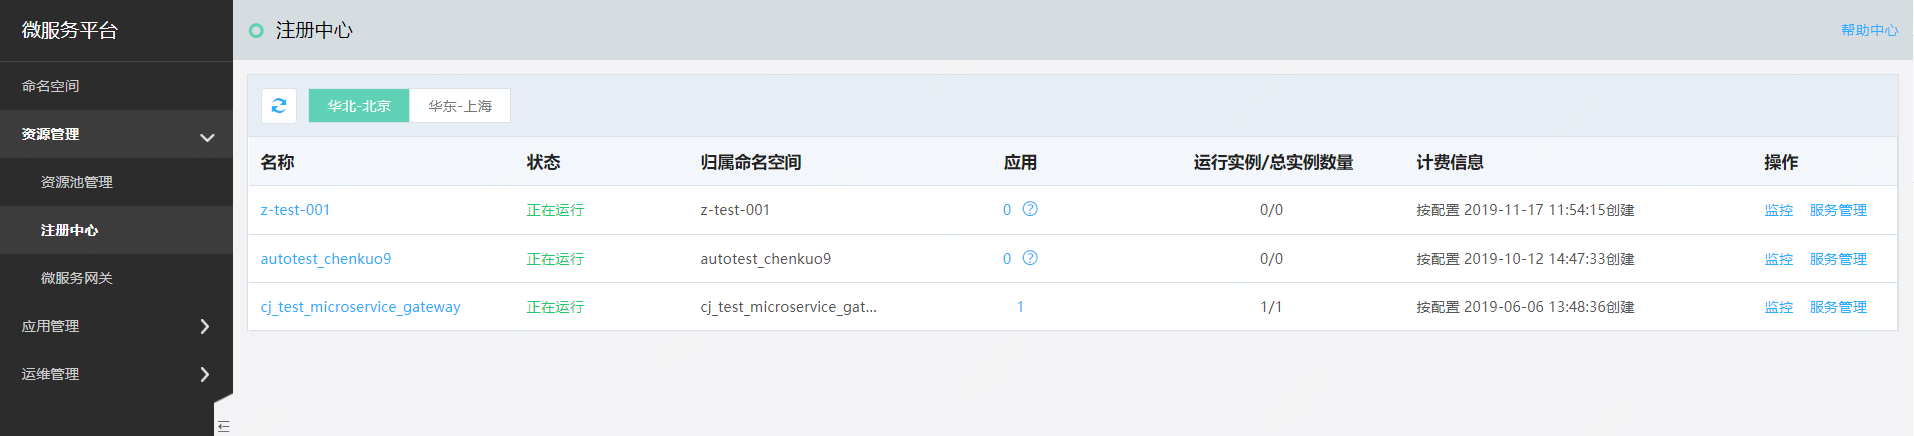 微服务平台
注册中心
帮助中心
命名空间
资源管理
资源池管理
注册中心
微服务网关
应用管理
运维管理
华北-北京 华东-上海
名称 状态 归属命名空间 应用 运行实例/总实例数量 计费信息 操作
z-test-001 正在运行 z-test-001 0 ? 0/0 按配置 2019-11-17 11:54:15创建 监控 服务管理
autotest_chenkuo9 正在运行 autotest_chenkuo9 0 ? 0/0 按配置 2019-10-12 14:47:33创建 监控 服务管理
cj_test_microservice_gateway 正在运行 cj_test_microservice_gat... 1 1/1 按配置 2019-06-06 13:48:36创建 监控 服务管理